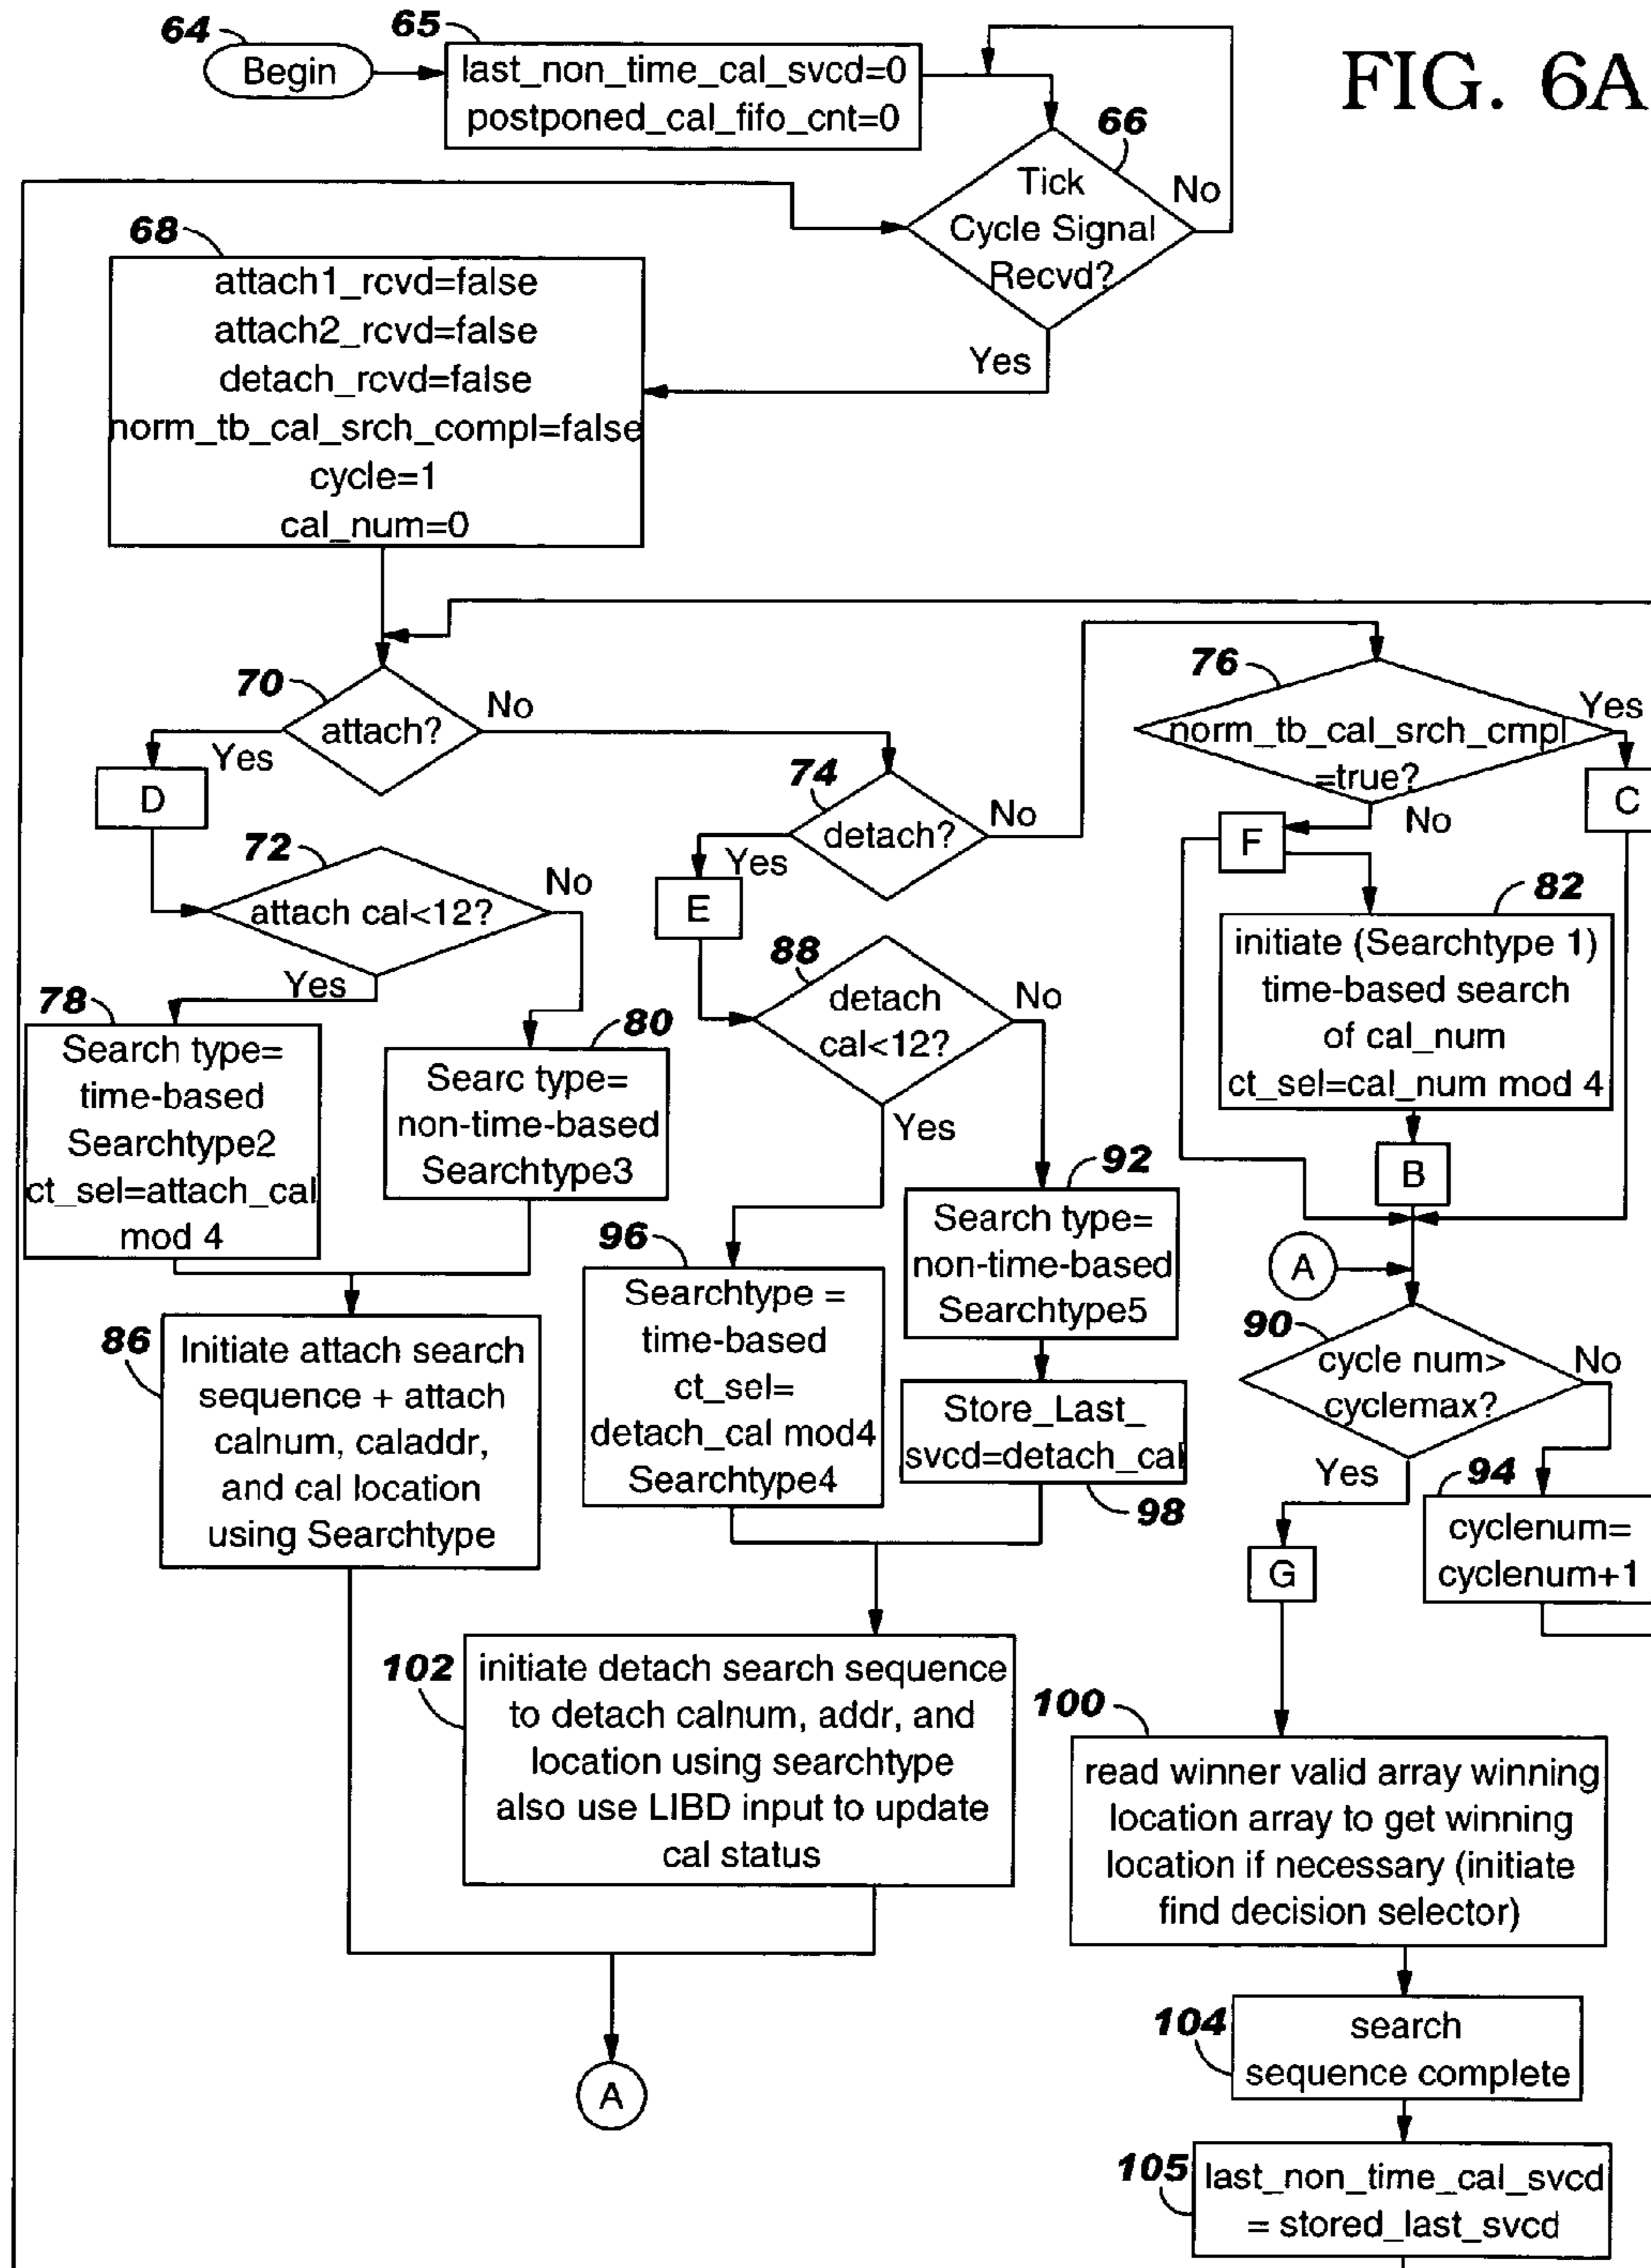 FIG. 6A
64
Begin
65
last_non_time_cal_svcd=0
postponed_cal_fifo_cnt=0
66
Tick
Cycle Signal
Recvd?
No
Yes
68
attach1_rcvd=false
attach2_rcvd=false
detach_rcvd=false
norm_tb_cal_srch_compl=false
cycle=1
cal_num=0
70
attach?
No
Yes
D
72
attach cal<12?
No
Yes
74
detach?
No
Yes
E
76
norm_tb_cal_srch_cmpl
=true?
Yes
C
No
F
78
Search type=
time-based
Searchtype2
ct_sel=attach_cal
mod 4
80
Searc type=
non-time-based
Searchtype3
82
initiate (Searchtype 1)
time-based search
of cal_num
ct_sel=cal_num mod 4
B
88
detach
cal<12?
No
Yes
92
Search type=
non-time-based
Searchtype5
96
Searchtype =
time-based
ct_sel=
detach_cal mod4
Searchtype4
Store_Last_
svcd=detach_cal
98
86
Initiate attach search
sequence + attach
calnum, caladdr,
and cal location
using Searchtype
A
90
cycle num>
cyclemax?
No
Yes
94
cyclenum=
cyclenum+1
G
102
initiate detach search sequence
to detach calnum, addr, and
location using searchtype
also use LIBD input to update
cal status
100
read winner valid array winning
location array to get winning
location if necessary (initiate
find decision selector)
A
104
search
sequence complete
105
last_non_time_cal_svcd
= stored_last_svcd